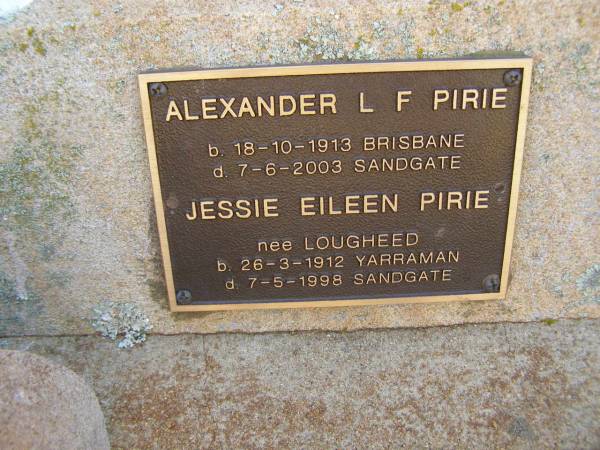 ALEXANDER L F PIRIE
b. 18-10-1913 BRISBANE
d. 7-6-2003 SANDGATE
JESSIE EILEEN PIRIE
nee LOUGHEED
b. 26-3-1912 YARRAMAN
d. 7-5-1998 SANDGATE